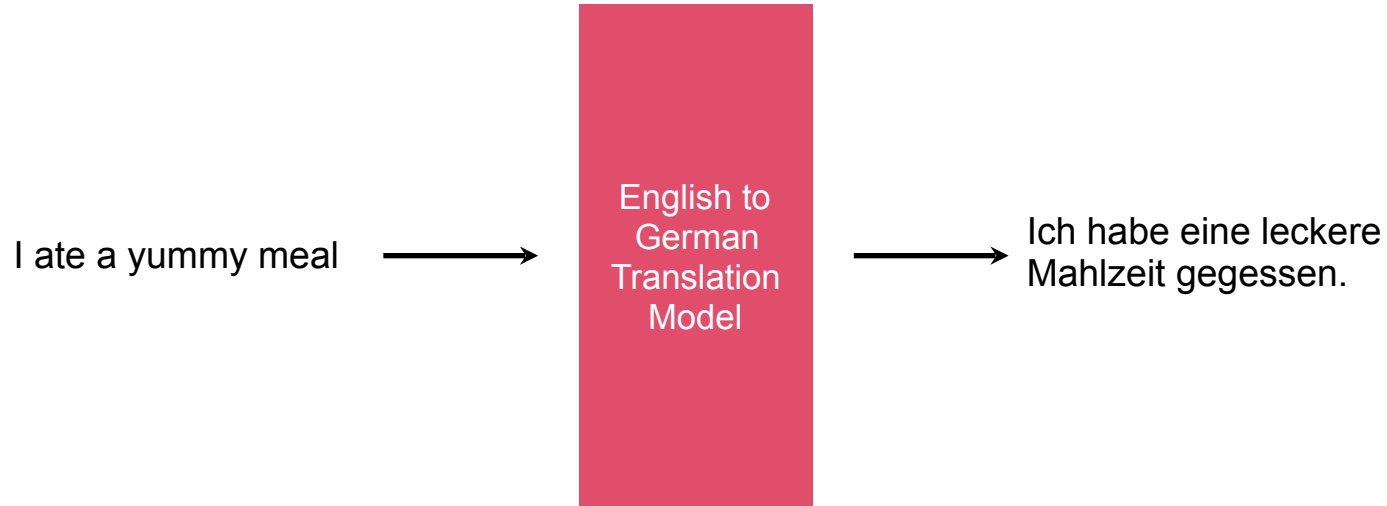 I ate a yummy meal
English to
German
Translation
Model
Ich habe eine leckere
Mahlzeit gegessen.